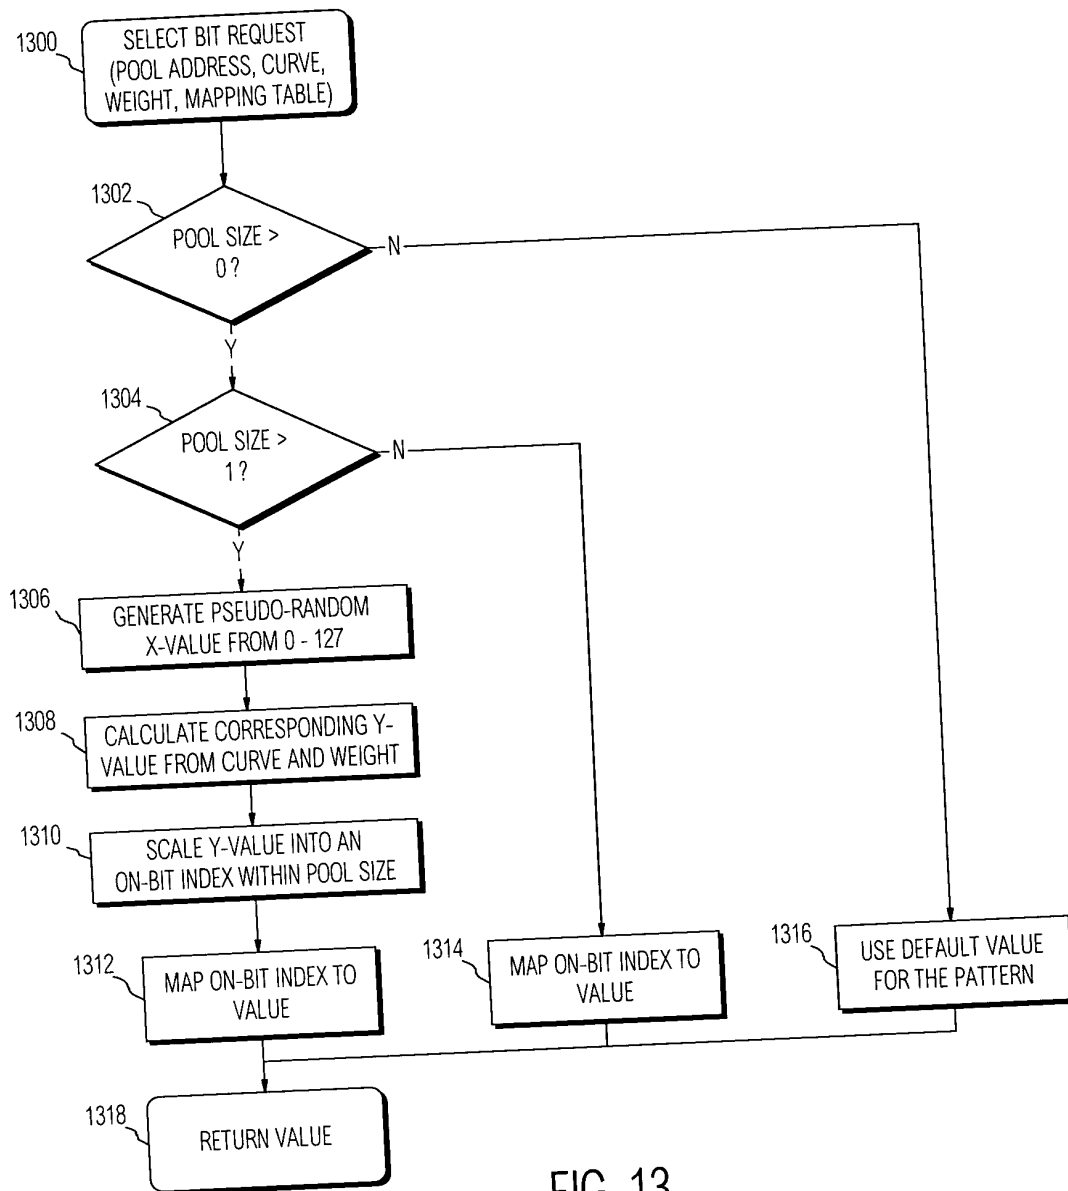 1300
SELECT BIT REQUEST
(POOL ADDRESS, CURVE,
WEIGHT, MAPPING TABLE)
1302
POOL SIZE >
0?
N
Y
1304
POOL SIZE >
1?
N
Y
1306
GENERATE PSEUDO-RANDOM
X-VALUE FROM 0 - 127
1308
CALCULATE CORRESPONDING Y-
VALUE FROM CURVE AND WEIGHT
1310
SCALE Y-VALUE INTO AN
ON-BIT INDEX WITHIN POOL SIZE
1312
MAP ON-BIT INDEX TO
VALUE
1314
MAP ON-BIT INDEX TO
VALUE
1316
USE DEFAULT VALUE
FOR THE PATTERN
1318
RETURN VALUE
FIG. 13